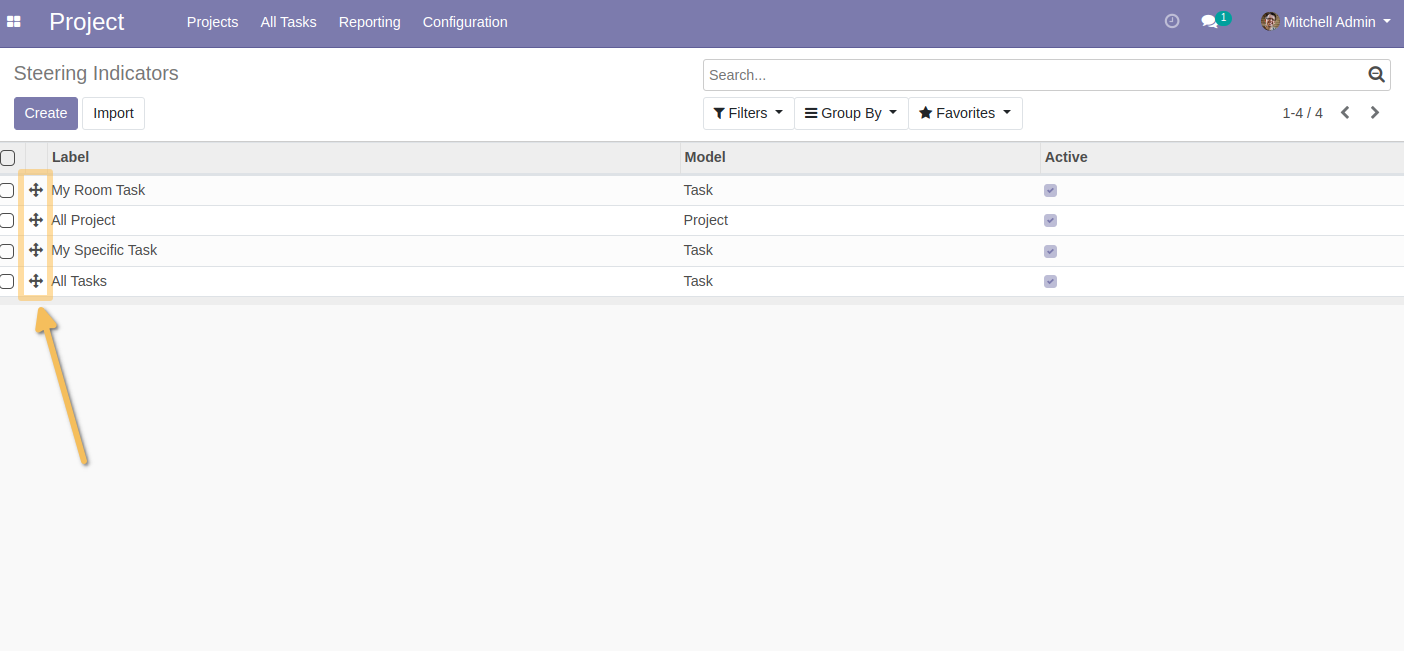 Project Projects All Tasks Reporting Configuration 1 Mitchell Admin
Steering Indicators
Search...
Create Import Filters Group By Favorites 1-4 / 4
Label Model Active
My Room Task Task
All Project Project
My Specific Task Task
All Tasks Task